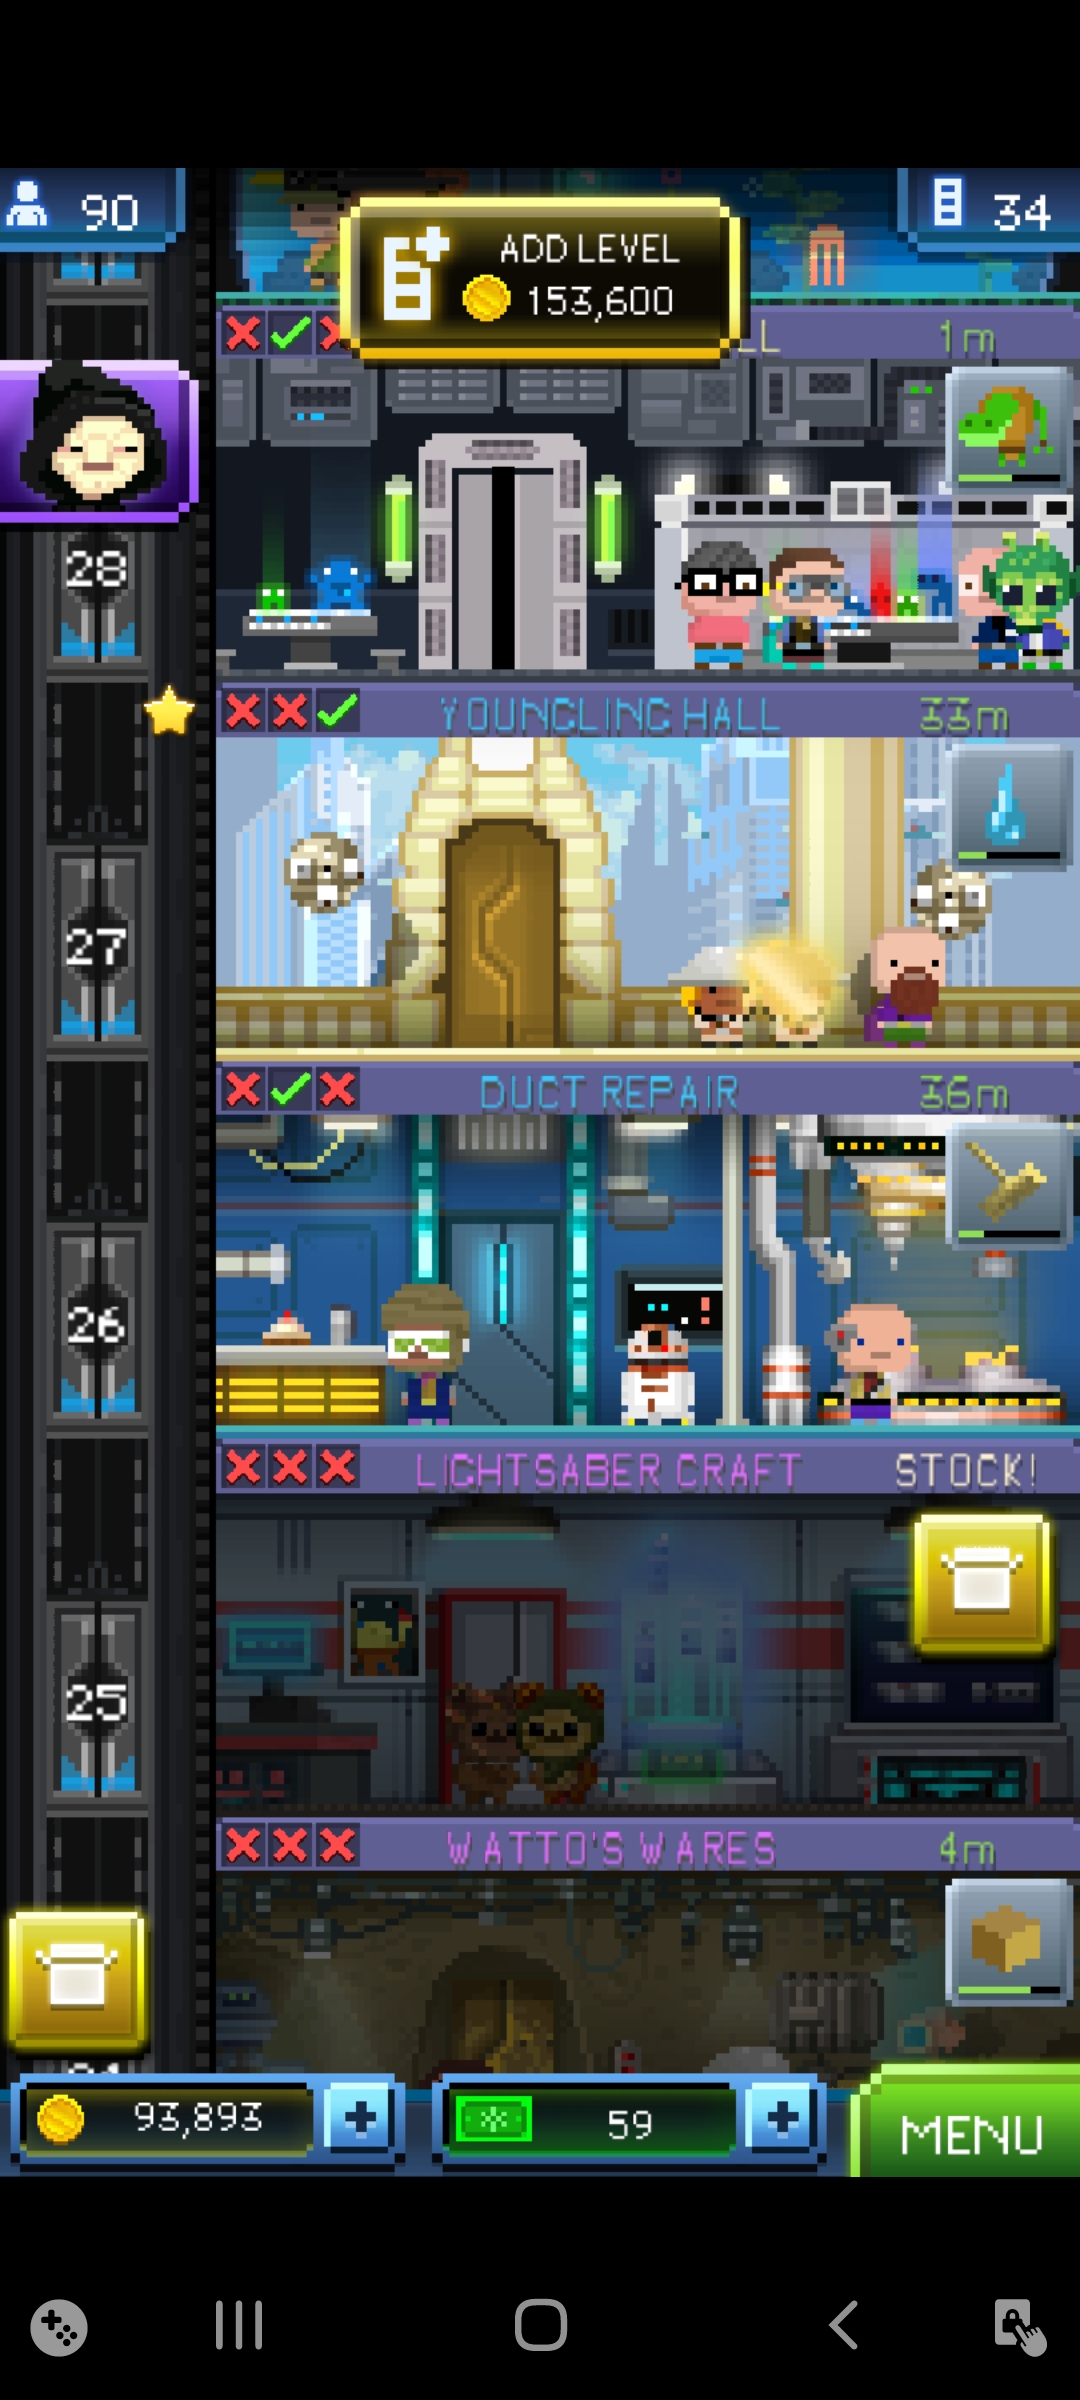 90
34
ADD LEVEL
153,600
LL
1m
28
YOUNGLING HALL
33m
27
DUCT REPAIR
36m
26
LIGHTSABER CRAFT
STOCK!
25
WATTO'S WARES
4m
93,893
59
MENU